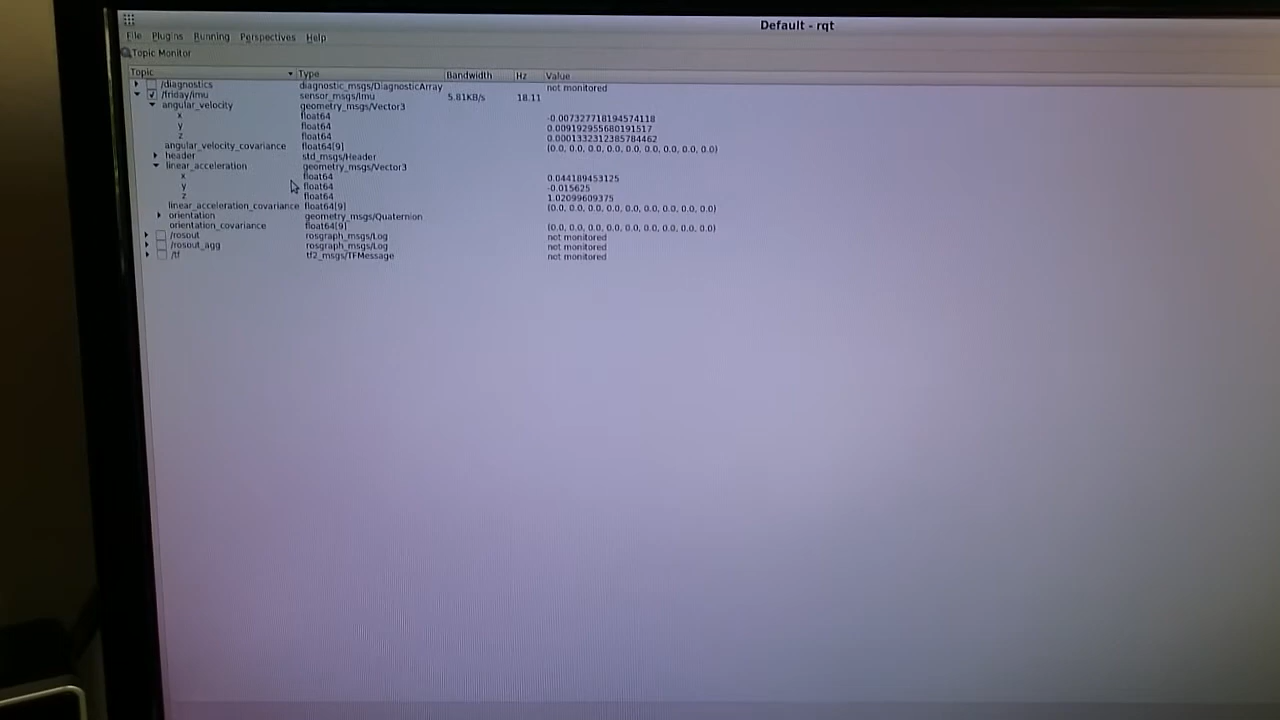 Default - rqt
File Plugins Running Perspectives Help
Topic Monitor
Topic Type Bandwidth Hz Value
/diagnostics diagnostic_msgs/DiagnosticArray not monitored
/friday/imu sensor_msgs/Imu 5.81KB/s 18.11
angular_velocity geometry_msgs/Vector3
x float64 -0.007327718194574118
y float64 0.009192955680191517
z float64 0.0001332312385784462
angular_velocity_covariance float64[9] (0.0, 0.0, 0.0, 0.0, 0.0, 0.0, 0.0, 0.0, 0.0)
header std_msgs/Header
linear_acceleration geometry_msgs/Vector3
x float64 0.044189453125
y float64 -0.015625
z float64 1.02099609375
linear_acceleration_covariance float64[9] (0.0, 0.0, 0.0, 0.0, 0.0, 0.0, 0.0, 0.0, 0.0)
orientation geometry_msgs/Quaternion
orientation_covariance float64[9] (0.0, 0.0, 0.0, 0.0, 0.0, 0.0, 0.0, 0.0, 0.0)
/rosout rosgraph_msgs/Log not monitored
/rosout_agg rosgraph_msgs/Log not monitored
/tf tf2_msgs/TFMessage not monitored